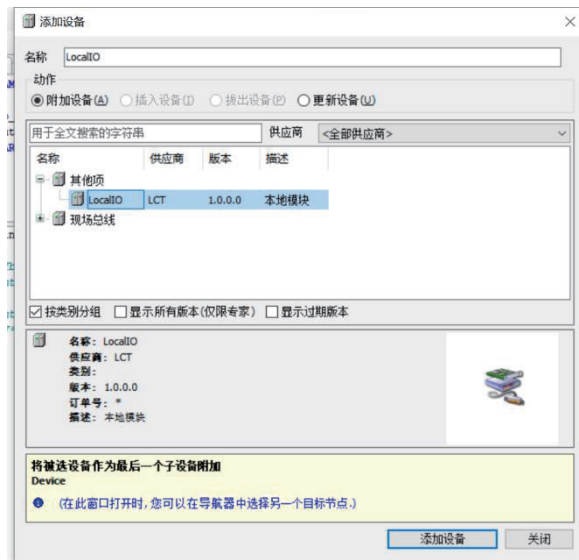 添加设备
名称 LocalIO
动作
附加设备(A) 插入设备(I) 拔出设备(P) 更新设备(U)
用于全文搜索的字符串 供应商 <全部供应商>
名称 供应商 版本 描述
其他项
LocalIO LCT 1.0.0.0 本地模块
现场总线
按类别分组 显示所有版本(仅限专家) 显示过期版本
名称: LocalIO
供应商: LCT
类别:
版本: 1.0.0.0
订单号: *
描述: 本地模块
将被选设备作为最后一个子设备附加
Device
(在此窗口打开时,您可以在导航器中选择另一个目标节点.)
添加设备 关闭